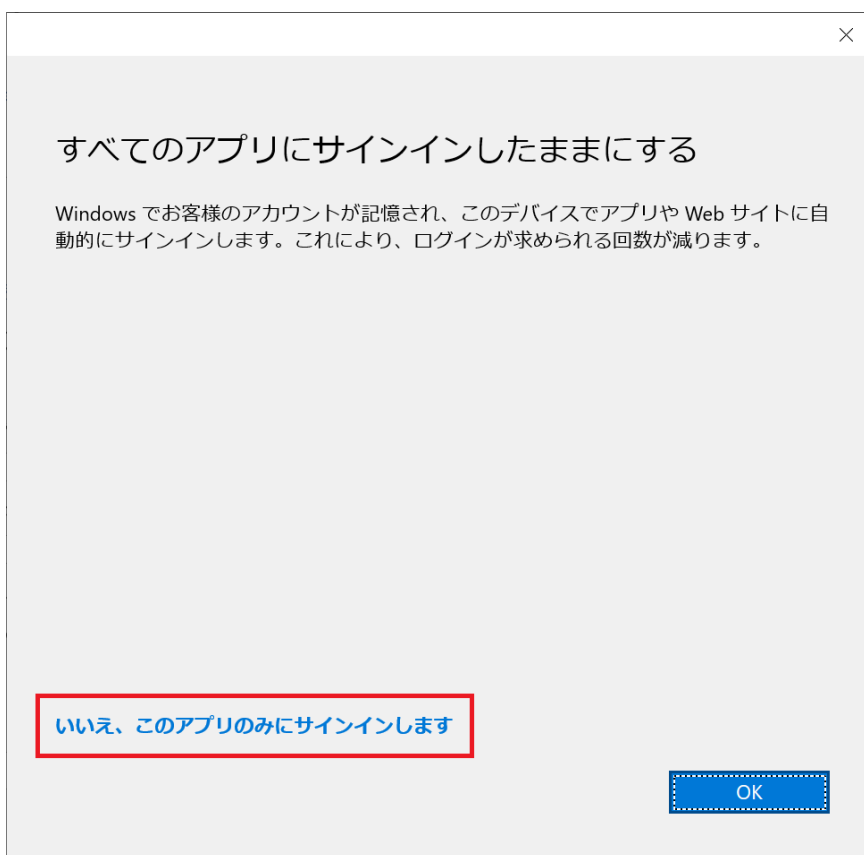 すべてのアプリにサインインしたままにする
Windows でお客様のアカウントが記憶され、このデバイスでアプリや Web サイトに自
動的にサインインします。これにより、ログインが求められる回数が減ります。
いいえ、このアプリのみにサインインします
OK